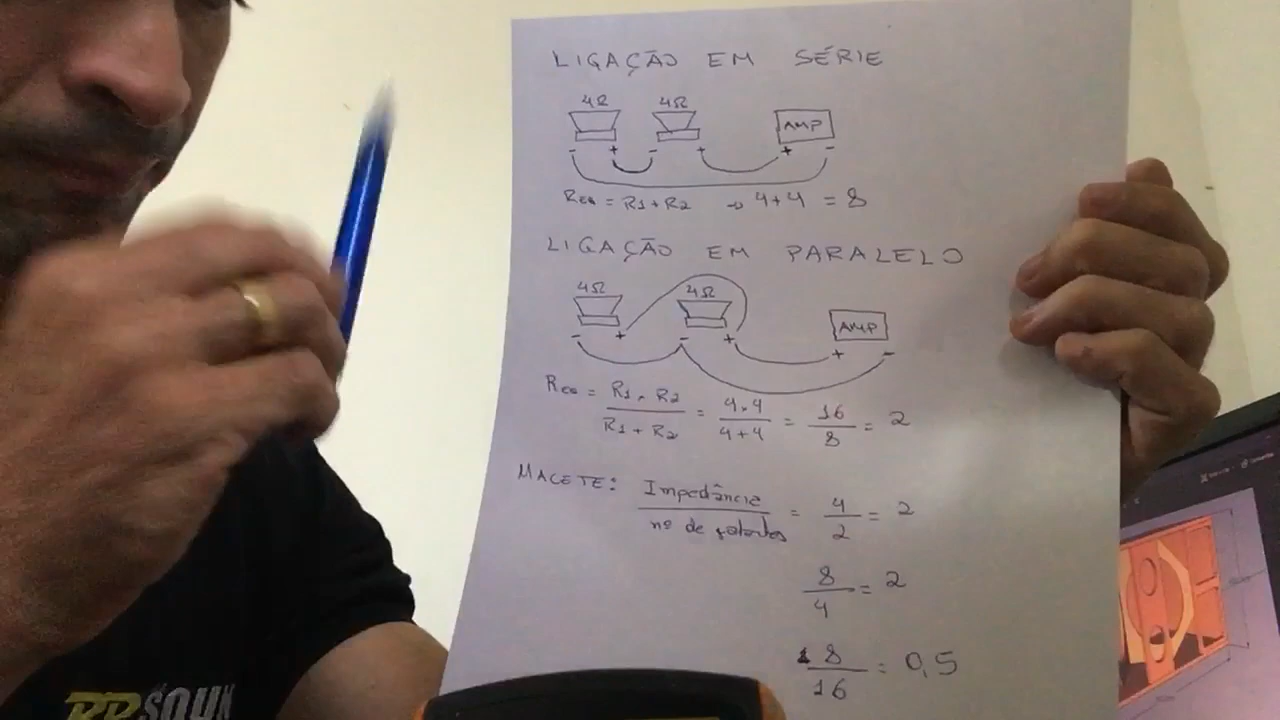 LIGAÇÃO EM SÉRIE
4Ω 4Ω
AMP
- + - + + -
REQ = R1+R2 → 4+4 = 8
LIGAÇÃO EM PARALELO
4Ω 4Ω
AMP
- + - + + -
REQ = R1.R2 / R1+R2 = 4.4 / 4+4 = 16 / 8 = 2
MACETE: Impedância / nº de = 4 / 2 = 2
8 / 4 = 2
8 / 16 = 0,5